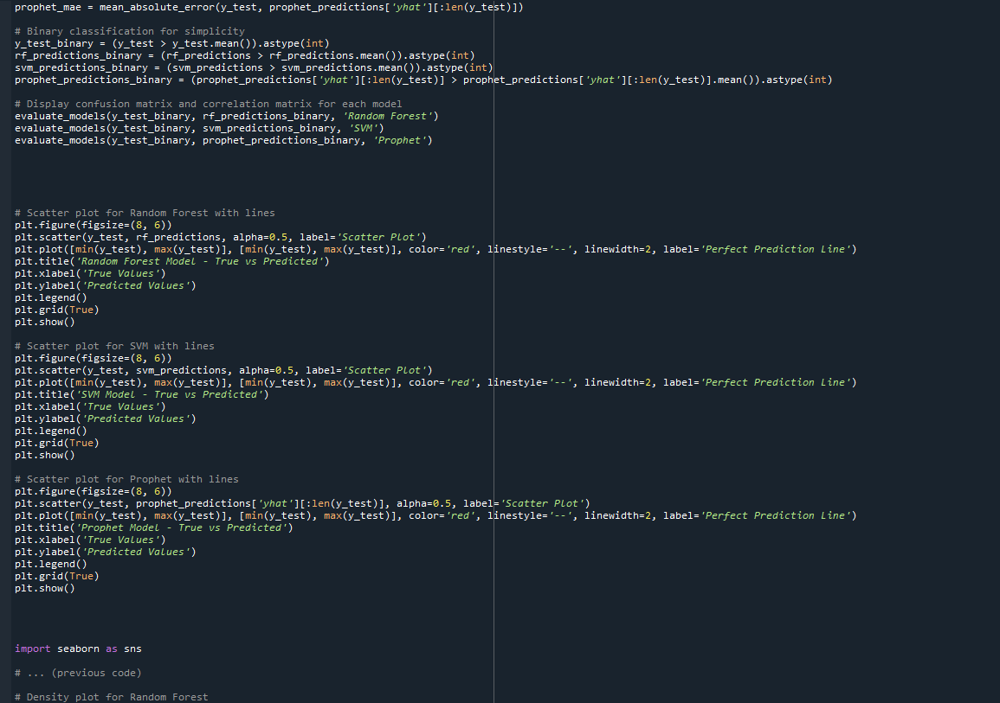 prophet_mae = mean_absolute_error(y_test, prophet_predictions['yhat'][:len(y_test)])
# Binary classification for simplicity
y_test_binary = (y_test > y_test.mean()).astype(int)
rf_predictions_binary = (rf_predictions > rf_predictions.mean()).astype(int)
svm_predictions_binary = (svm_predictions > svm_predictions.mean()).astype(int)
prophet_predictions_binary = (prophet_predictions['yhat'][:len(y_test)] > prophet_predictions['yhat'][:len(y_test)].mean()).astype(int)
# Display confusion matrix and correlation matrix for each model
evaluate_models(y_test_binary, rf_predictions_binary, 'Random Forest')
evaluate_models(y_test_binary, svm_predictions_binary, 'SVM')
evaluate_models(y_test_binary, prophet_predictions_binary, 'Prophet')
# Scatter plot for Random Forest with lines
plt.figure(figsize=(8, 6))
plt.scatter(y_test, rf_predictions, alpha=0.5, label='Scatter Plot')
plt.plot([min(y_test), max(y_test)], [min(y_test), max(y_test)], color='red', linestyle='--', linewidth=2, label='Perfect Prediction Line')
plt.title('Random Forest Model - True vs Predicted')
plt.xlabel('True Values')
plt.ylabel('Predicted Values')
plt.legend()
plt.grid(True)
plt.show()
# Scatter plot for SVM with lines
plt.figure(figsize=(8, 6))
plt.scatter(y_test, svm_predictions, alpha=0.5, label='Scatter Plot')
plt.plot([min(y_test), max(y_test)], [min(y_test), max(y_test)], color='red', linestyle='--', linewidth=2, label='Perfect Prediction Line')
plt.title('SVM Model - True vs Predicted')
plt.xlabel('True Values')
plt.ylabel('Predicted Values')
plt.legend()
plt.grid(True)
plt.show()
# Scatter plot for Prophet with lines
plt.figure(figsize=(8, 6))
plt.scatter(y_test, prophet_predictions['yhat'][:len(y_test)], alpha=0.5, label='Scatter Plot')
plt.plot([min(y_test), max(y_test)], [min(y_test), max(y_test)], color='red', linestyle='--', linewidth=2, label='Perfect Prediction Line')
plt.title('Prophet Model - True vs Predicted')
plt.xlabel('True Values')
plt.ylabel('Predicted Values')
plt.legend()
plt.grid(True)
plt.show()
import seaborn as sns
# ... (previous code)
# Density plot for Random Forest